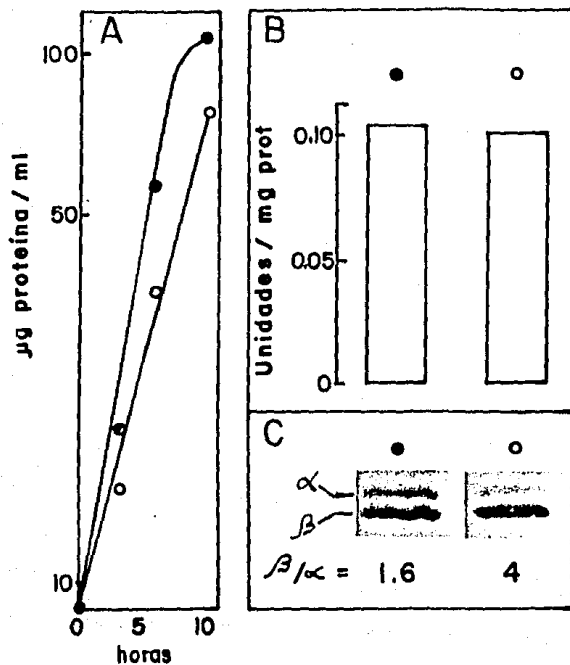 A
100
50
10
µg proteína / ml
0 5 10
horas
B
● ○
0.10
0.05
0
Unidades / mg prot
C
● ○
α
β
β/α = 1.6 4